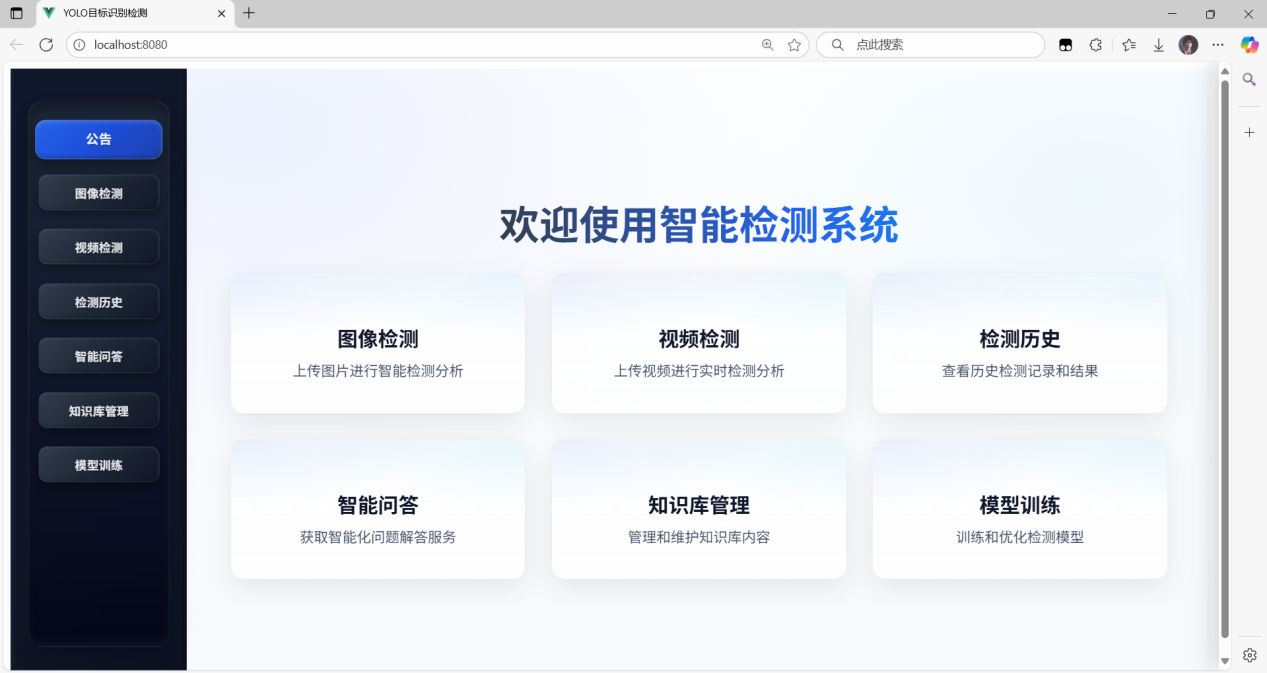 YOLO目标识别检测
localhost:8080
点此搜索
公告
图像检测
视频检测
检测历史
智能问答
知识库管理
模型训练
欢迎使用智能检测系统
图像检测
上传图片进行智能检测分析
视频检测
上传视频进行实时检测分析
检测历史
查看历史检测记录和结果
智能问答
获取智能化问题解答服务
知识库管理
管理和维护知识库内容
模型训练
训练和优化检测模型